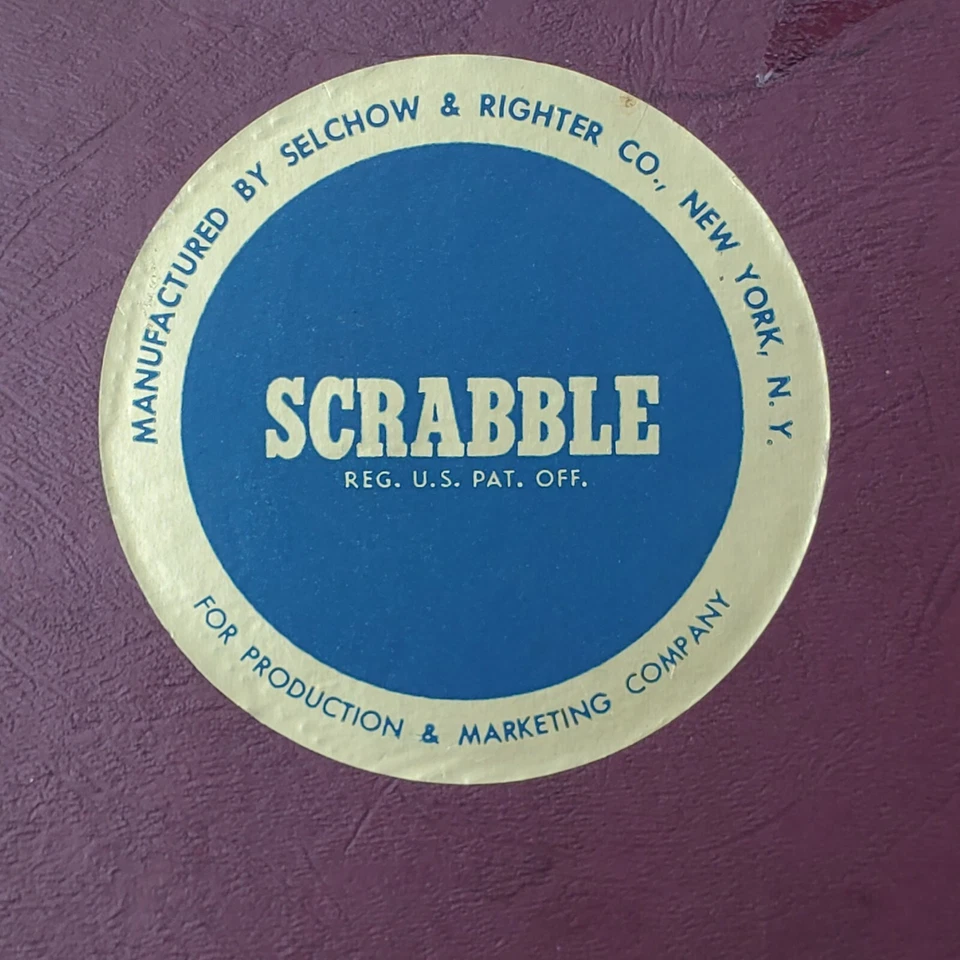 MANUFACTURED BY SELCHOW & RIGHTER CO., NEW YORK, N. Y.
SCRABBLE
REG. U.S. PAT. OFF.
FOR PRODUCTION & MARKETING COMPANY